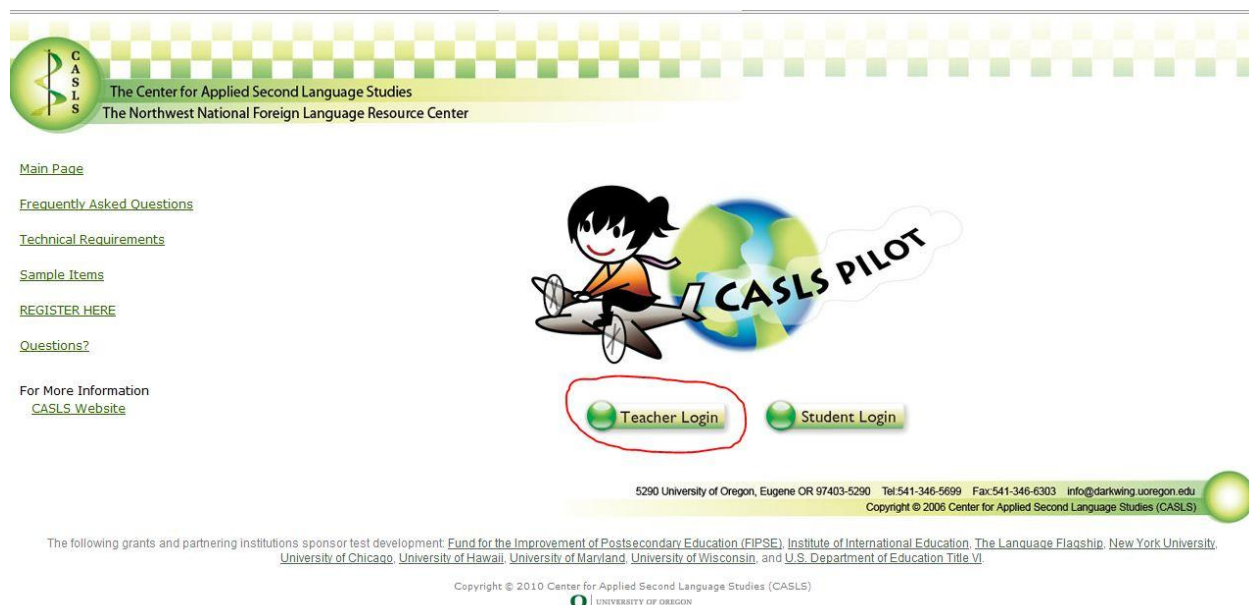 CASLS
The Center for Applied Second Language Studies
The Northwest National Foreign Language Resource Center
Main Page
Frequently Asked Questions
Technical Requirements
Sample Items
REGISTER HERE
Questions?
For More Information
CASLS Website
CASLS PILOT
Teacher Login
Student Login
5290 University of Oregon, Eugene OR 97403-5290 Tel:541-346-5699 Fax:541-346-6303 info@darkwing.uoregon.edu
Copyright © 2006 Center for Applied Second Language Studies (CASLS)
The following grants and partnering institutions sponsor test development: Fund for the Improvement of Postsecondary Education (FIPSE), Institute of International Education, The Language Flagship, New York University,
University of Chicago, University of Hawaii, University of Maryland, University of Wisconsin, and U.S. Department of Education Title VI.
Copyright © 2010 Center for Applied Second Language Studies (CASLS)
O UNIVERSITY OF OREGON